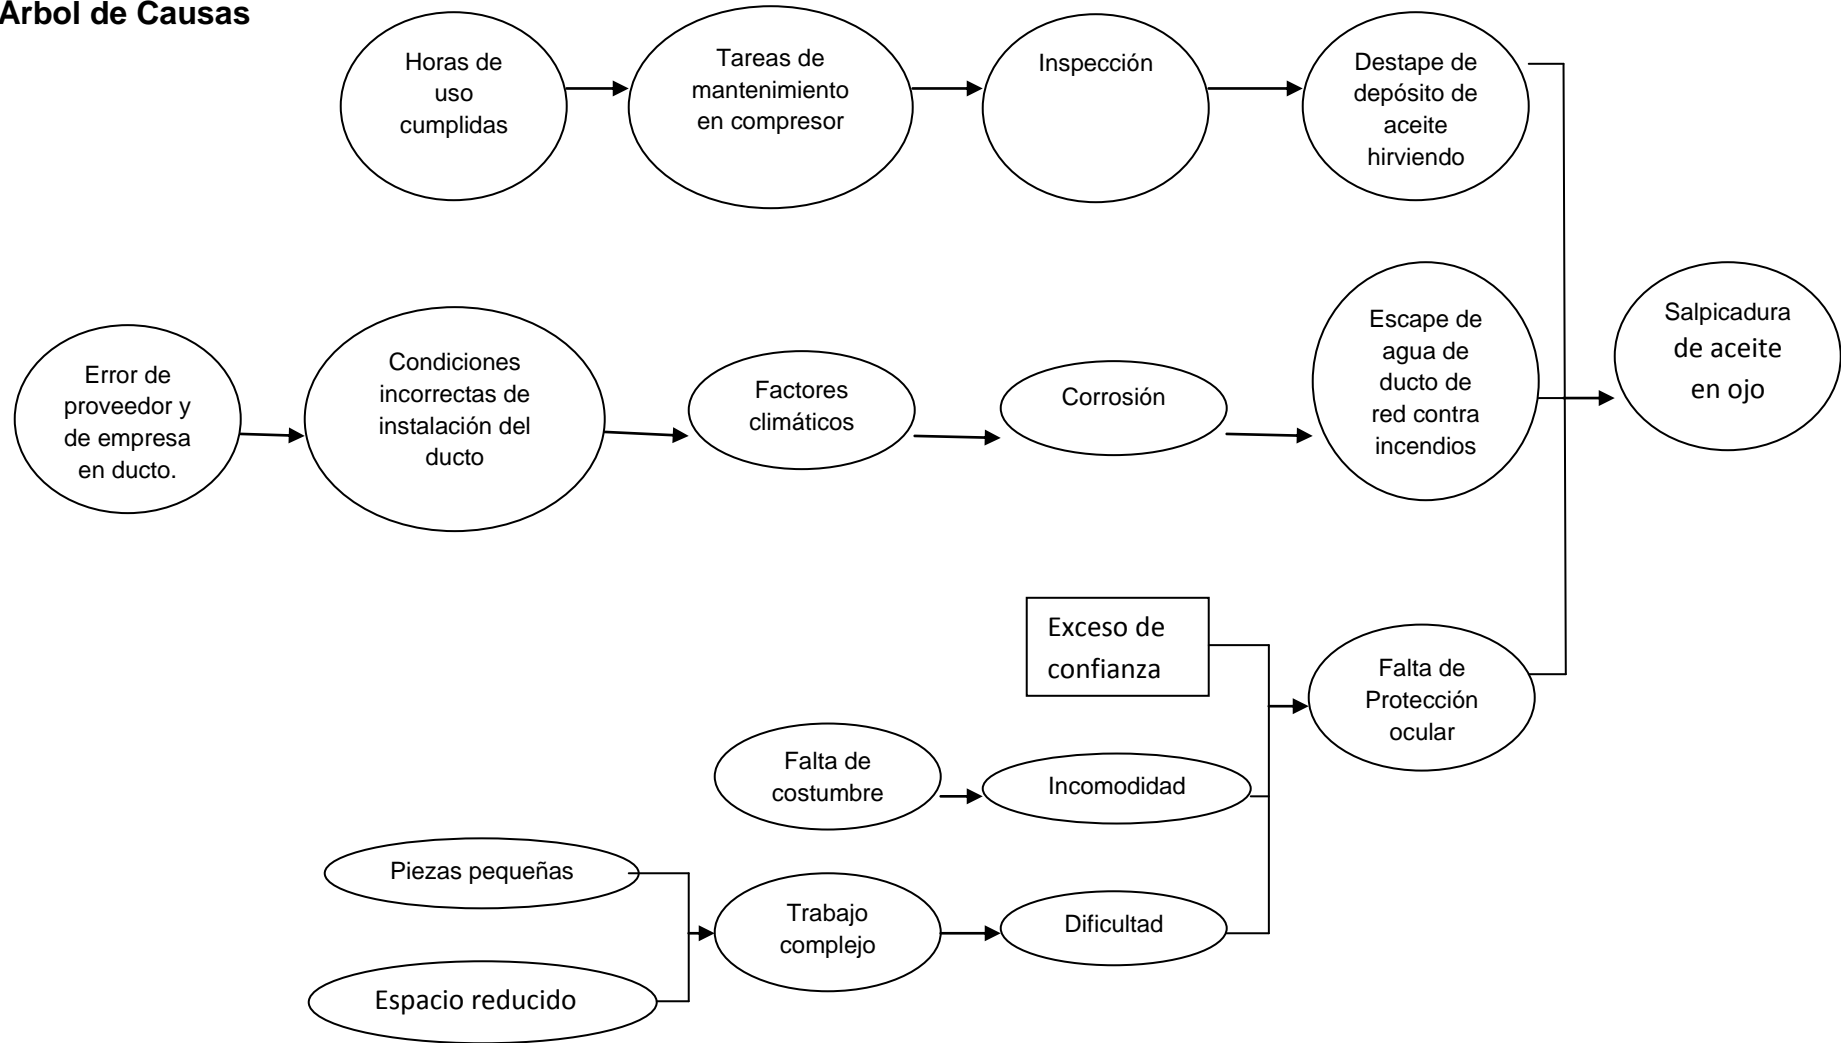 Arbol de Causas
Horas de
uso
cumplidas
Tareas de
mantenimiento
en compresor
Inspección
Destape de
depósito de
aceite
hirviendo
Error de
proveedor y
de empresa
en ducto.
Condiciones
incorrectas de
instalación del
ducto
Factores
climáticos
Corrosión
Escape de
agua de
ducto de
red contra
incendios
Salpicadura
de aceite
en ojo
Exceso de
confianza
Falta de
Protección
ocular
Falta de
costumbre
Incomodidad
Piezas pequeñas
Trabajo
complejo
Dificultad
Espacio reducido